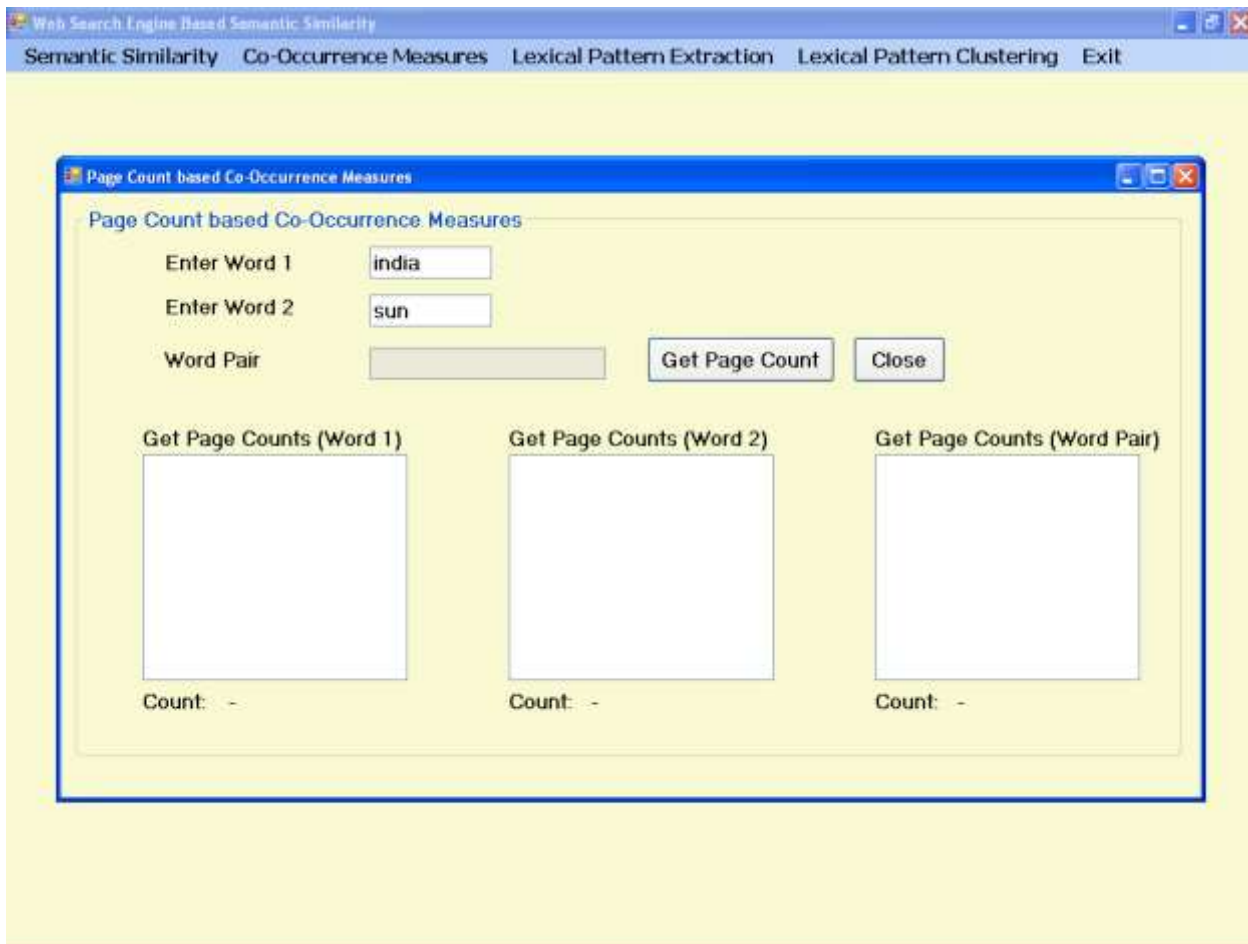 Web Search Engine Based Semantic Similarity
Semantic Similarity Co-Occurrence Measures Lexical Pattern Extraction Lexical Pattern Clustering Exit
Page Count based Co-Occurrence Measures
Page Count based Co-Occurrence Measures
Enter Word 1 india
Enter Word 2 sun
Word Pair Get Page Count Close
Get Page Counts (Word 1) Get Page Counts (Word 2) Get Page Counts (Word Pair)
Count: - Count: - Count: -